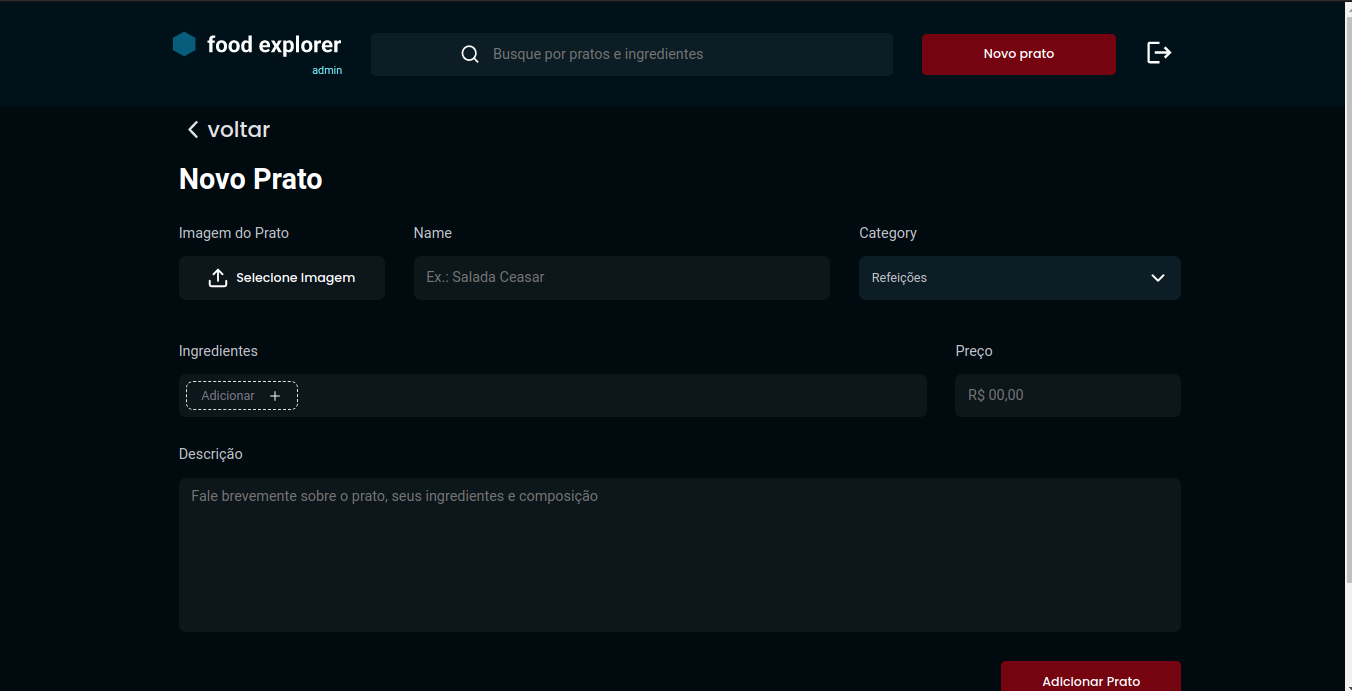 food explorer
admin
Busque por pratos e ingredientes
Novo prato
voltar
Novo Prato
Imagem do Prato
Name
Category
Selecione Imagem
Ex.: Salada Ceasar
Refeições
Ingredientes
Preço
Adicionar
R$ 00,00
Descrição
Fale brevemente sobre o prato, seus ingredientes e composição
Adicionar Prato